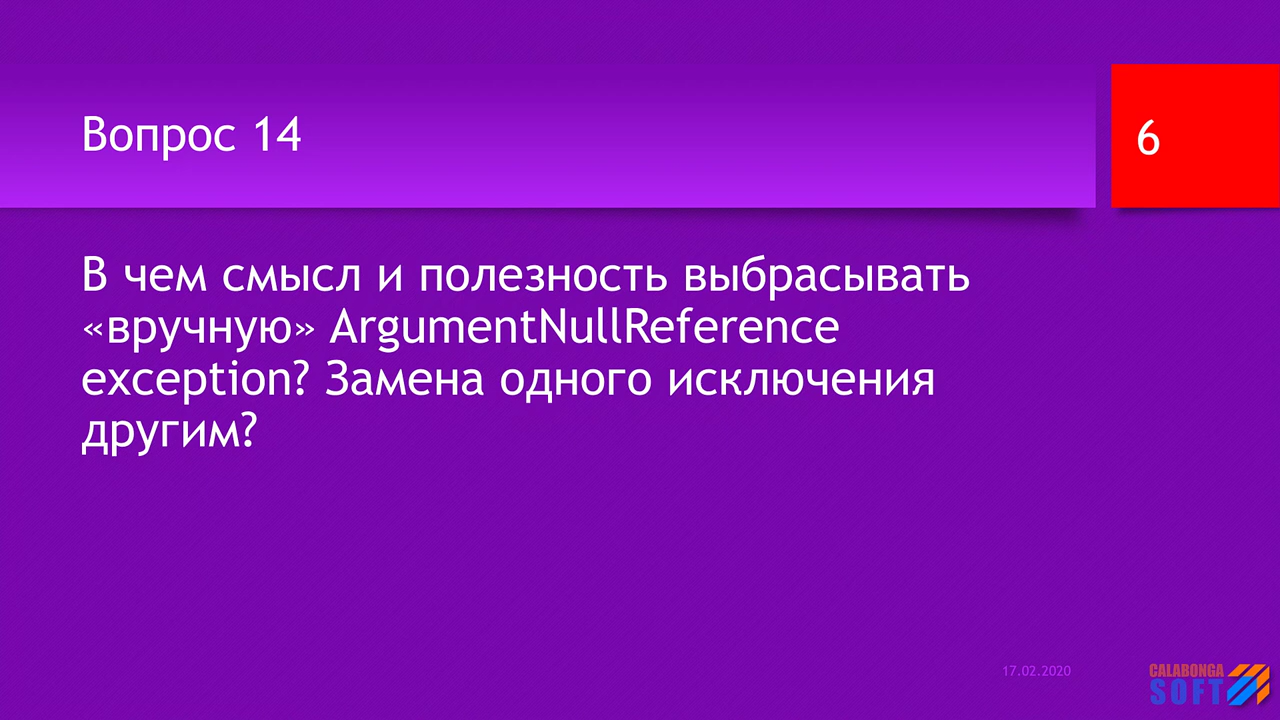 Вопрос 14
6
В чем смысл и полезность выбрасывать
«вручную» ArgumentNullReference
exception? Замена одного исключения
другим?
17.02.2020
CALABONGA
SOFT